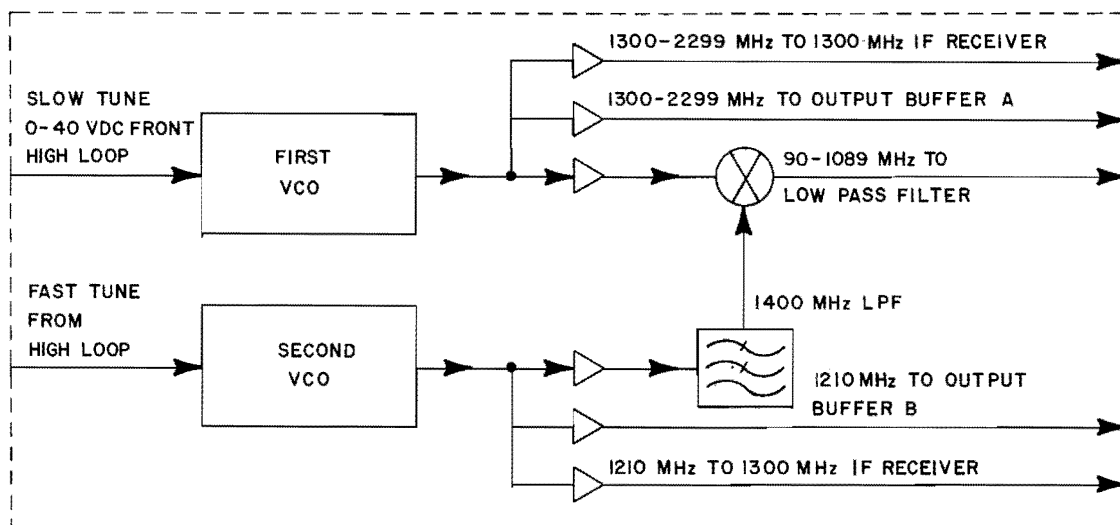 1300-2299 MHz TO 1300 MHz IF RECEIVER
SLOW TUNE
0-40 VDC FRONT
HIGH LOOP
FIRST
VCO
1300-2299 MHz TO OUTPUT BUFFER A
90-1089 MHz TO
LOW PASS FILTER
FAST TUNE
FROM
HIGH LOOP
SECOND
VCO
1400 MHz LPF
1210 MHz TO OUTPUT
BUFFER B
1210 MHz TO 1300 MHz IF RECEIVER